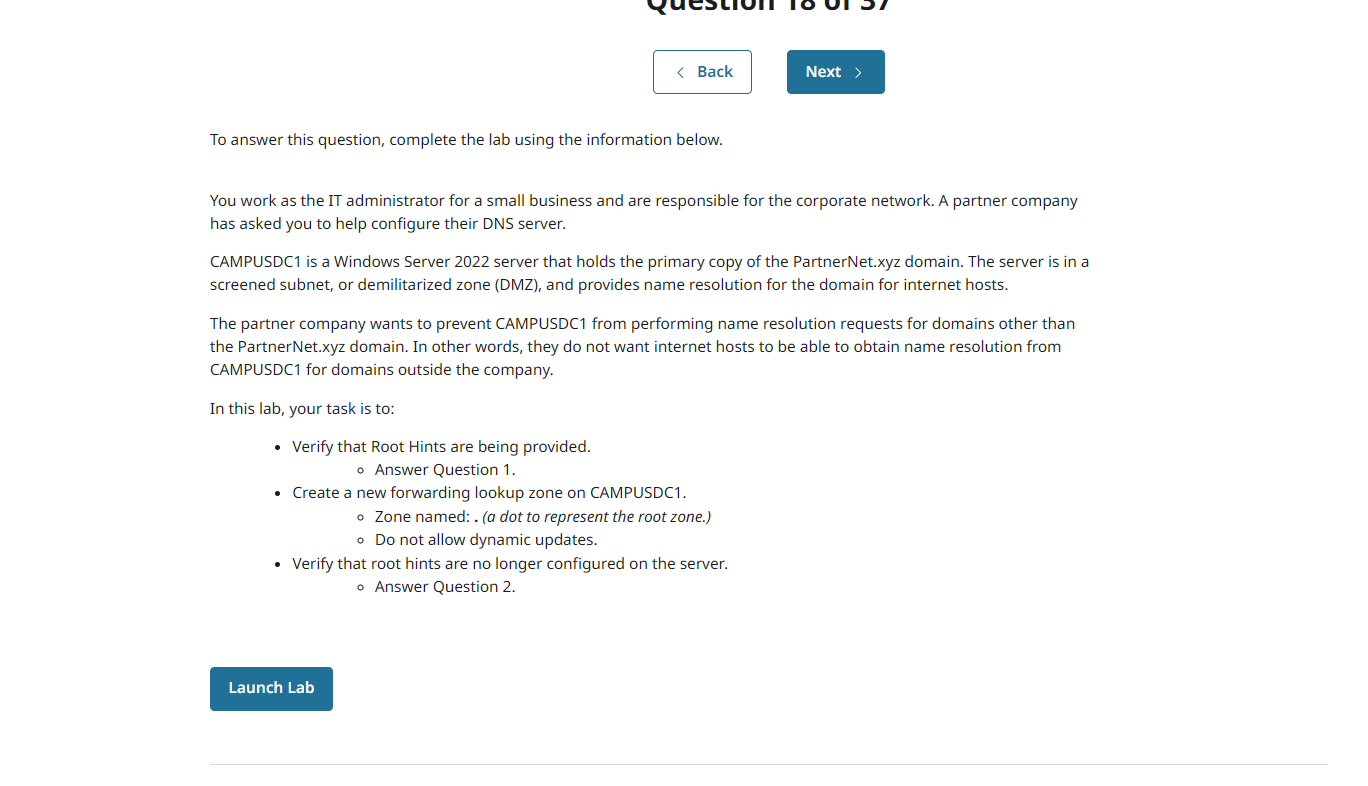 Question 18 of 37
Back
Next
To answer this question, complete the lab using the information below.
You work as the IT administrator for a small business and are responsible for the corporate network. A partner company
has asked you to help configure their DNS server.
CAMPUSDC1 is a Windows Server 2022 server that holds the primary copy of the PartnerNet.xyz domain. The server is in a
screened subnet, or demilitarized zone (DMZ), and provides name resolution for the domain for internet hosts.
The partner company wants to prevent CAMPUSDC1 from performing name resolution requests for domains other than
the PartnerNet.xyz domain. In other words, they do not want internet hosts to be able to obtain name resolution from
CAMPUSDC1 for domains outside the company.
In this lab, your task is to:
• Verify that Root Hints are being provided.
◦ Answer Question 1.
• Create a new forwarding lookup zone on CAMPUSDC1.
◦ Zone named: . (a dot to represent the root zone.)
◦ Do not allow dynamic updates.
• Verify that root hints are no longer configured on the server.
◦ Answer Question 2.
Launch Lab